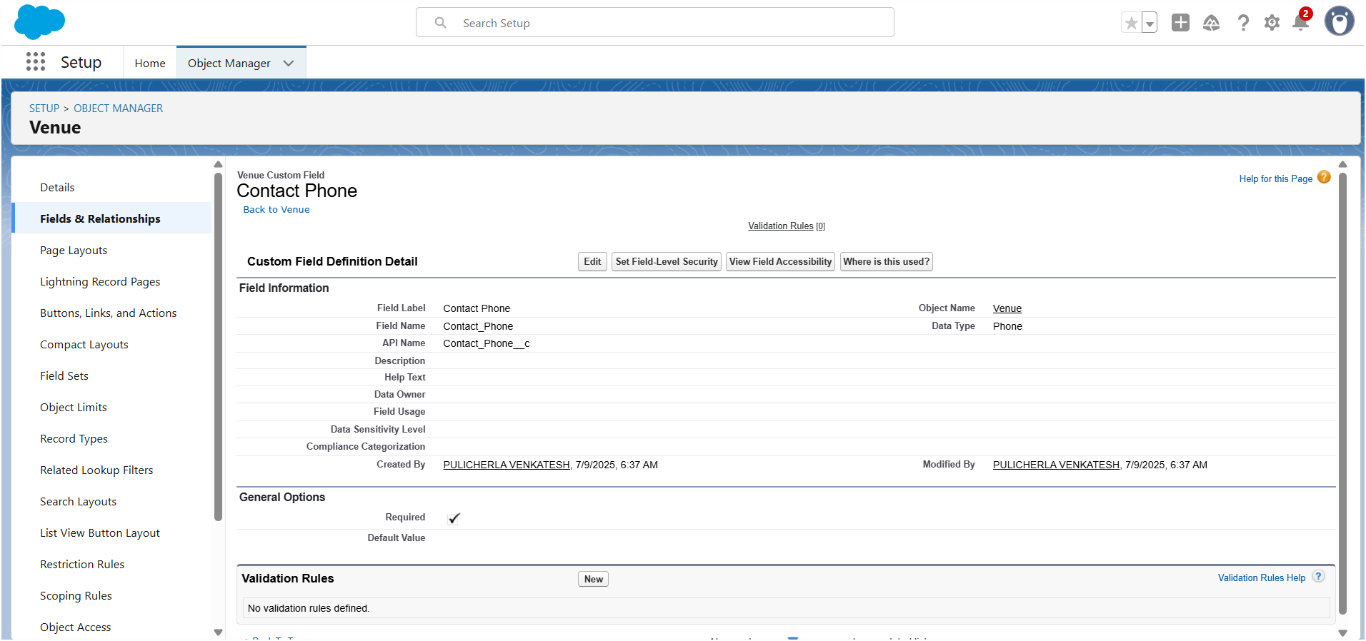 Search Setup
2
Setup
Home
Object Manager
SETUP > OBJECT MANAGER
Venue
Details
Fields & Relationships
Page Layouts
Lightning Record Pages
Buttons, Links, and Actions
Compact Layouts
Field Sets
Object Limits
Record Types
Related Lookup Filters
Search Layouts
List View Button Layout
Restriction Rules
Scoping Rules
Object Access
Venue Custom Field
Contact Phone
Back to Venue
Help for this Page ?
Validation Rules [0]
Custom Field Definition Detail
Edit
Set Field-Level Security
View Field Accessibility
Where is this used?
Field Information
Field Label Contact Phone Object Name Venue
Field Name Contact_Phone Data Type Phone
API Name Contact_Phone__c
Description
Help Text
Data Owner
Field Usage
Data Sensitivity Level
Compliance Categorization
Created By PULICHERLA VENKATESH, 7/9/2025, 6:37 AM Modified By PULICHERLA VENKATESH, 7/9/2025, 6:37 AM
General Options
Required ✓
Default Value
Validation Rules
New
Validation Rules Help ?
No validation rules defined.